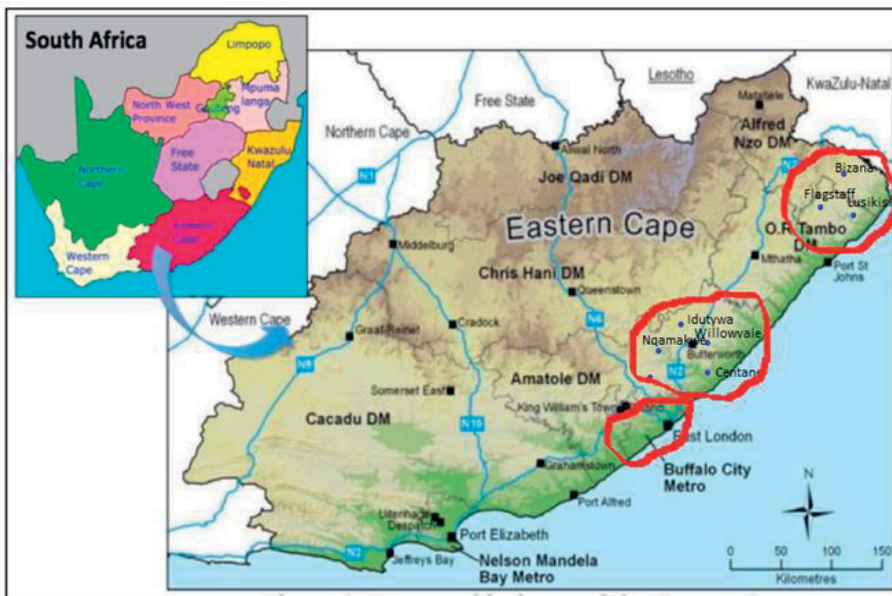 South Africa
Limpopo
Mpuma
langa
North West
Province
Gauteng
Northern
Cape
Free
State
Kwazulu
Natal
Eastern Cape
Western
Cape
Lesotho
KwaZulu-Natal
Free State
Northern Cape
Western Cape
Matatiele
Alfred
Nzo DM
N1
Aliwal North
Joe Qadi DM
N2
Bizana
Flagstaff
Lusikis
O.R.Tambo
DM
Eastern Cape
Middelburg
Mthatha
Port St
Johns
Chris Hani DM
Queenstown
N6
Idutywa
Willowvale
Nqamakwe
Butterworth
N9
Graaf-Reinet
Cradock
N2
Centane
Amatole DM
Somerset East
King William's Town
Cacadu DM
N10
East London
Buffalo City
Metro
Grahamstown
Port Alfred
Uitenhage
Despatch
Port Elizabeth
N2
Jeffreys Bay
Nelson Mandela
Bay Metro
N
0 50 100 150
Kilometres